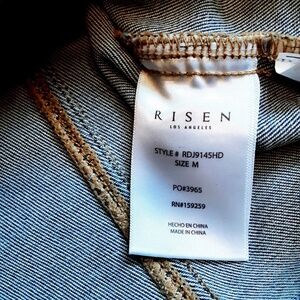 RISEN
LOS ANGELES
STYLE # RDJ9145HD
SIZE M
PO#3965
RN#159259
HECHO EN CHINA
MADE IN CHINA